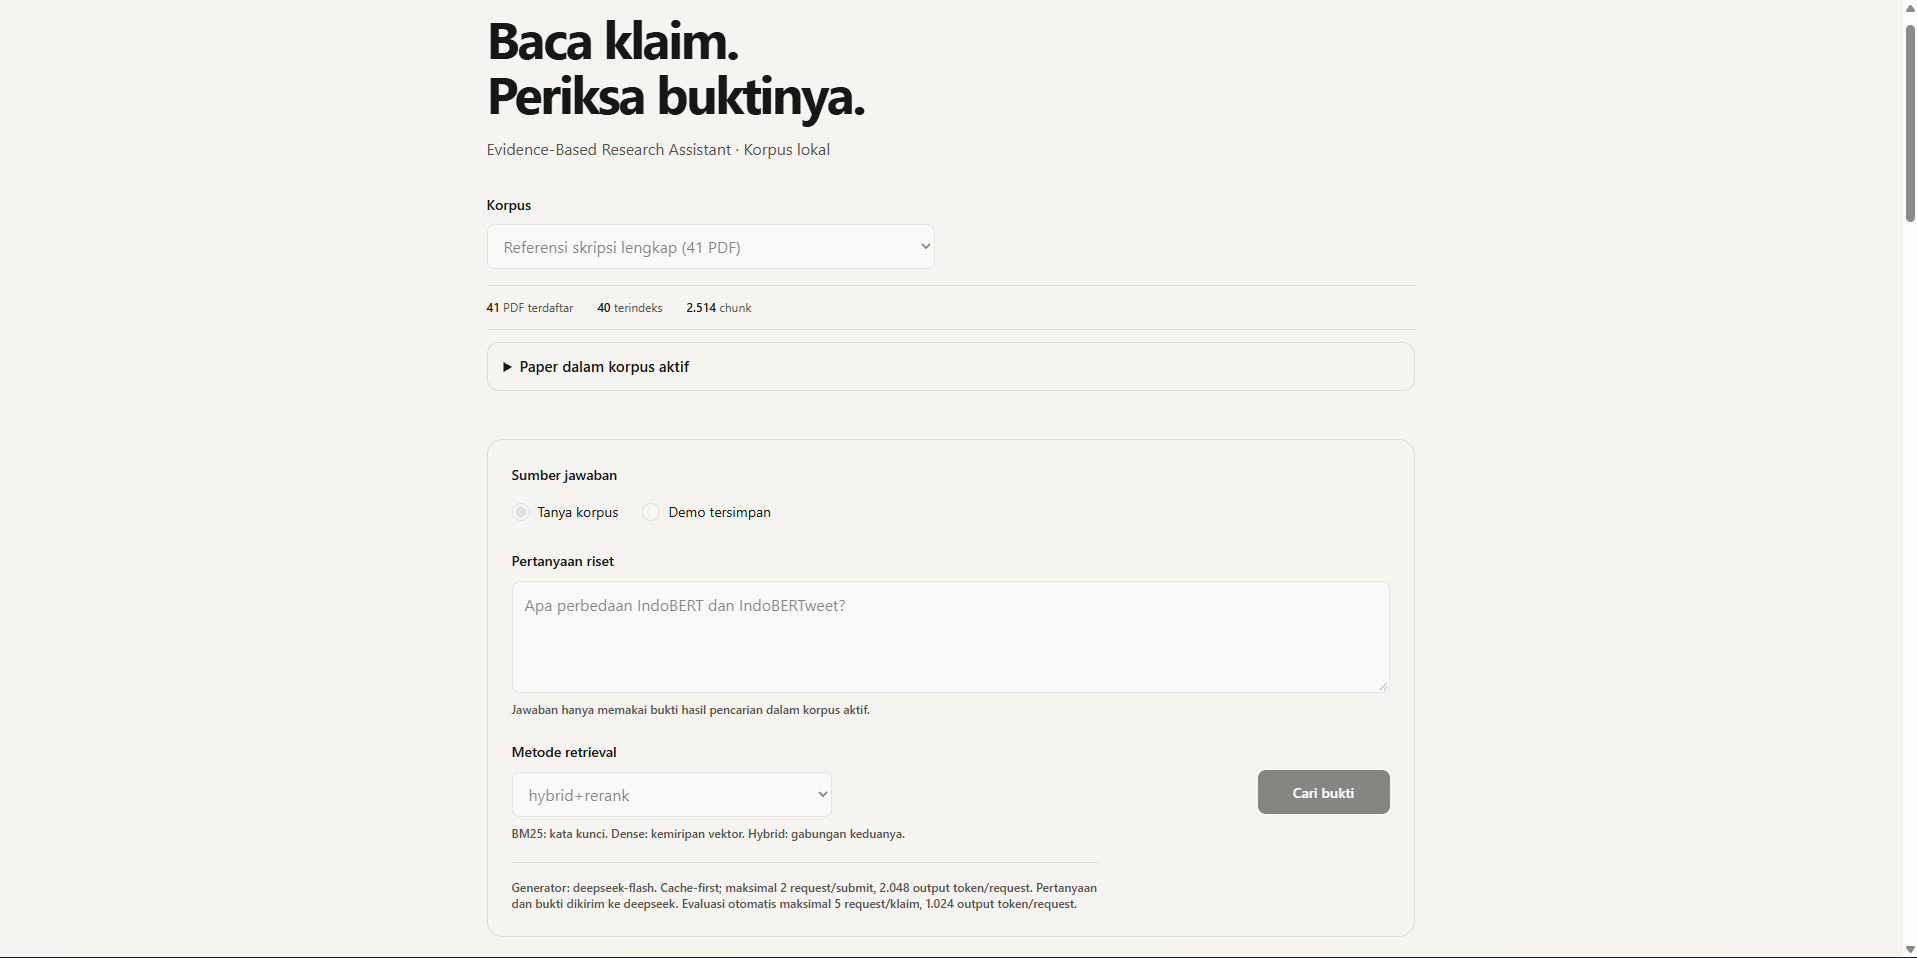 Baca klaim.
Periksa buktinya.
Evidence-Based Research Assistant · Korpus lokal
Korpus
Referensi skripsi lengkap (41 PDF)
41 PDF terdaftar 40 terindeks 2.514 chunk
Paper dalam korpus aktif
Sumber jawaban
Tanya korpus Demo tersimpan
Pertanyaan riset
Apa perbedaan IndoBERT dan IndoBERTweet?
Jawaban hanya memakai bukti hasil pencarian dalam korpus aktif.
Metode retrieval
hybrid+rerank
Cari bukti
BM25: kata kunci. Dense: kemiripan vektor. Hybrid: gabungan keduanya.
Generator: deepseek-flash. Cache-first; maksimal 2 request/submit, 2.048 output token/request. Pertanyaan
dan bukti dikirim ke deepseek. Evaluasi otomatis maksimal 5 request/klaim, 1.024 output token/request.